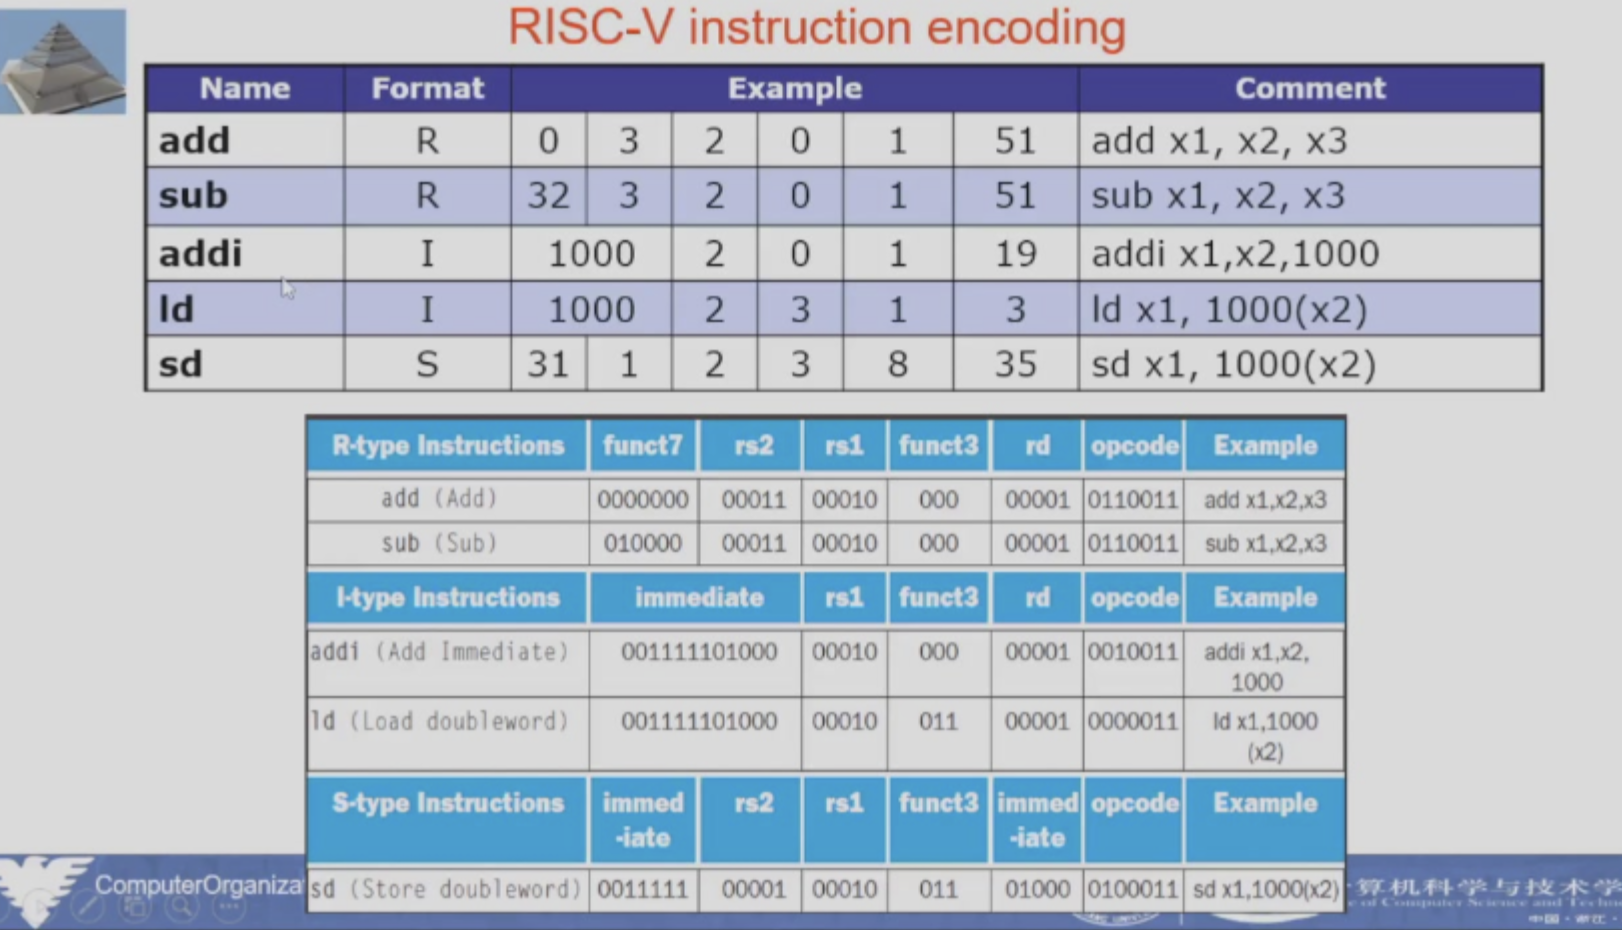 RISC-V instruction encoding
Name Format Example Comment
add R 0 3 2 0 1 51 add x1, x2, x3
sub R 32 3 2 0 1 51 sub x1, x2, x3
addi I 1000 2 0 1 19 addi x1,x2,1000
ld I 1000 2 3 1 3 ld x1, 1000(x2)
sd S 31 1 2 3 8 35 sd x1, 1000(x2)
R-type Instructions funct7 rs2 rs1 funct3 rd opcode Example
add (Add) 0000000 00011 00010 000 00001 0110011 add x1,x2,x3
sub (Sub) 010000 00011 00010 000 00001 0110011 sub x1,x2,x3
I-type Instructions immediate rs1 funct3 rd opcode Example
addi (Add Immediate) 001111101000 00010 000 00001 0010011 addi x1,x2,
1000
ld (Load doubleword) 001111101000 00010 011 00001 0000011 ld x1,1000
(x2)
S-type Instructions immed rs2 rs1 funct3 immed opcode Example
-iate -iate
sd (Store doubleword) 0011111 00001 00010 011 01000 0100011 sd x1,1000(x2)
ComputerOrganiza
算机科学与技术学
e of Computer Science and Techn